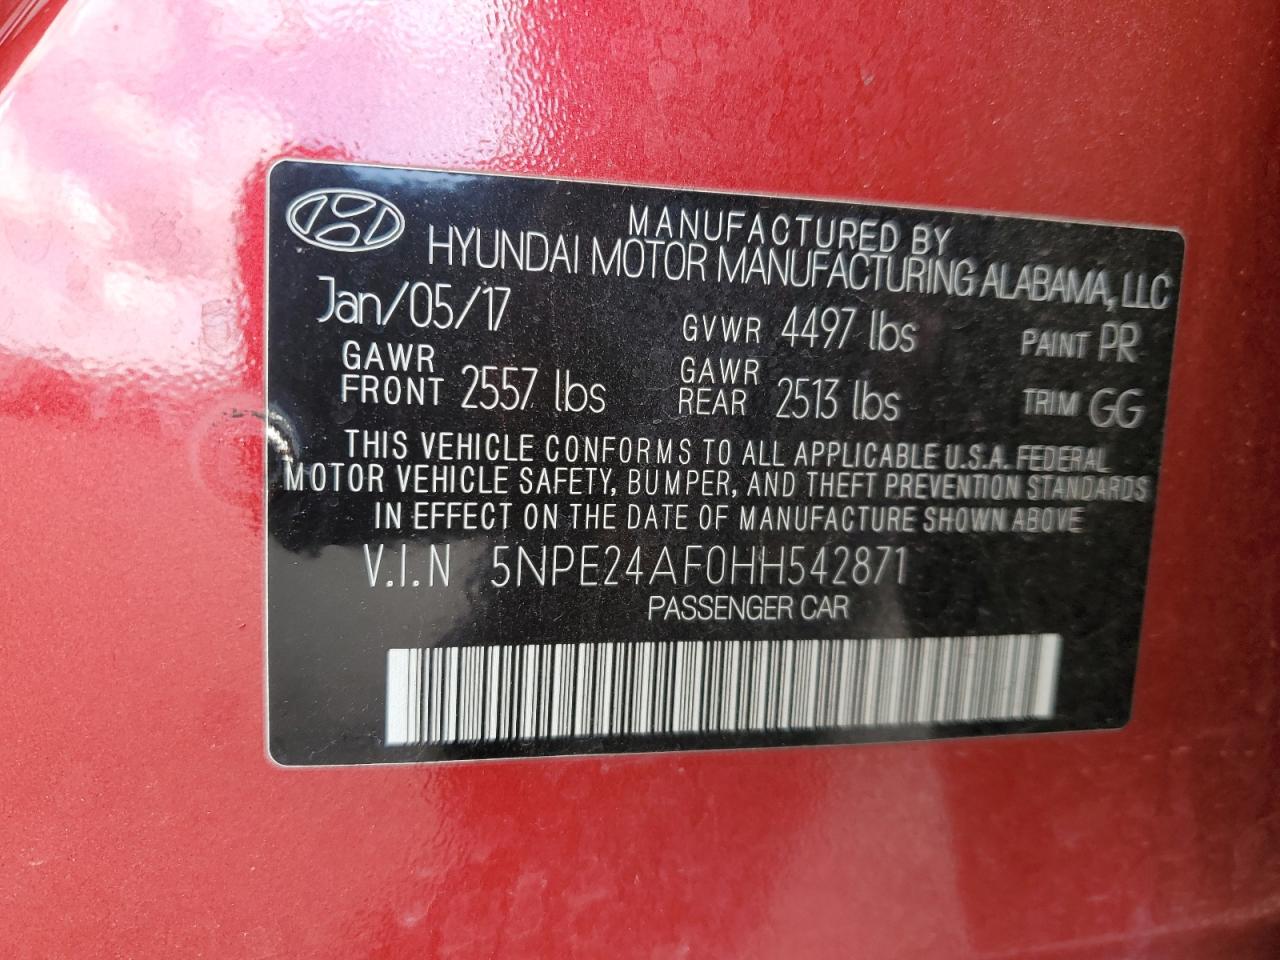 MANUFACTURED BY
HYUNDAI MOTOR MANUFACTURING ALABAMA, LLC
Jan/05/17 GVWR 4497 lbs PAINT PR
GAWR FRONT 2557 lbs GAWR REAR 2513 lbs TRIM GG
THIS VEHICLE CONFORMS TO ALL APPLICABLE U.S.A. FEDERAL
MOTOR VEHICLE SAFETY, BUMPER, AND THEFT PREVENTION STANDARDS
IN EFFECT ON THE DATE OF MANUFACTURE SHOWN ABOVE
V.I.N 5NPE24AF0HH542871
PASSENGER CAR